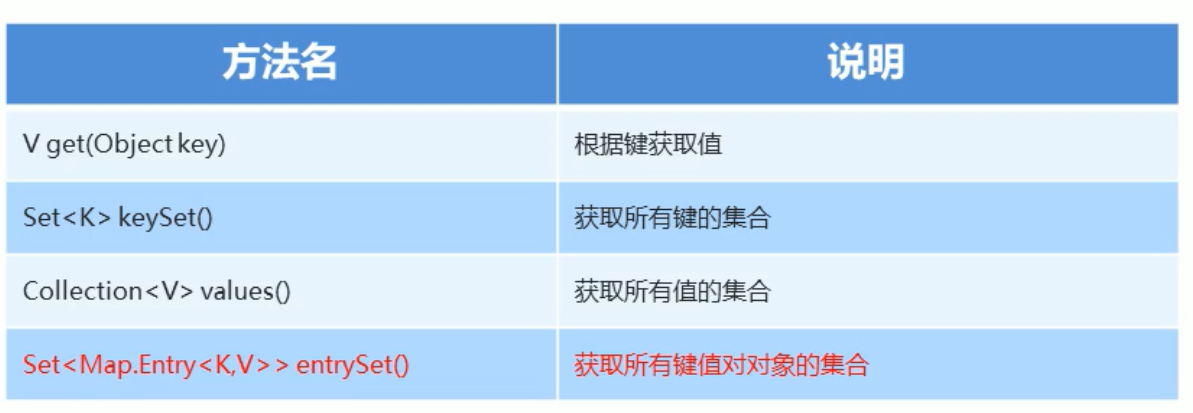 方法名 说明
V get(Object key) 根据键获取值
Set<K> keySet() 获取所有键的集合
Collection<V> values() 获取所有值的集合
Set<Map.Entry<K,V>> entrySet() 获取所有键值对对象的集合